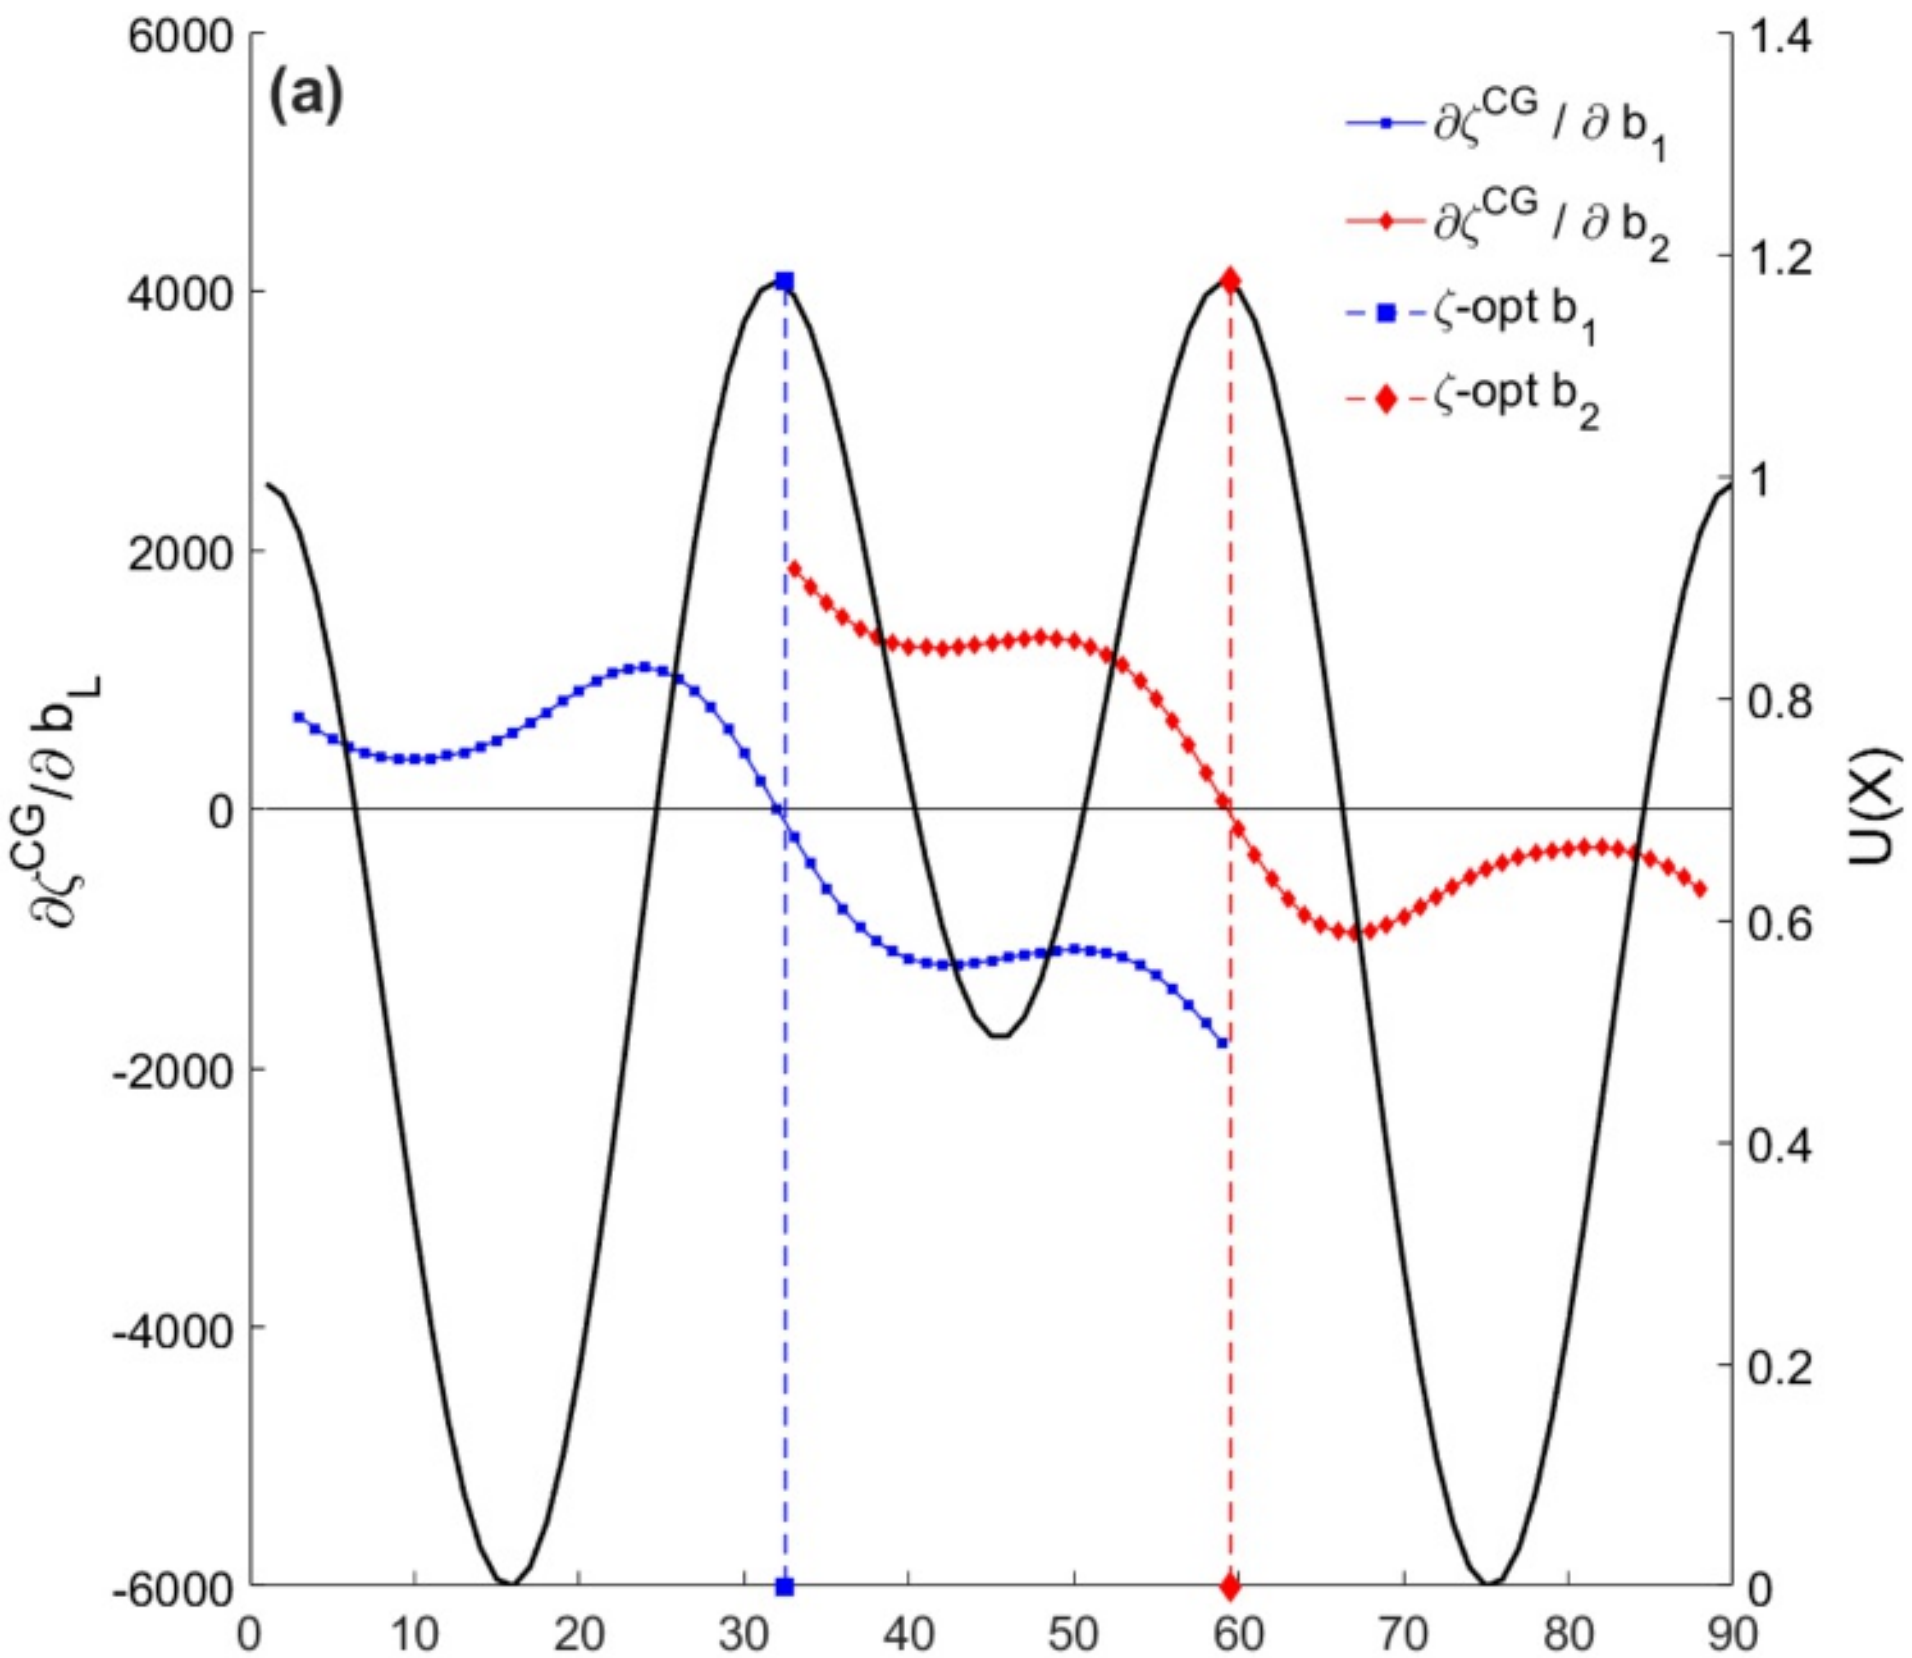 (a)
∂ζ^CG / ∂ b_1
∂ζ^CG / ∂ b_2
ζ-opt b_1
ζ-opt b_2
6000
4000
2000
0
-2000
-4000
-6000
∂ζ^CG/∂ b_L
1.4
1.2
1
0.8
0.6
0.4
0.2
0
U(X)
0 10 20 30 40 50 60 70 80 90